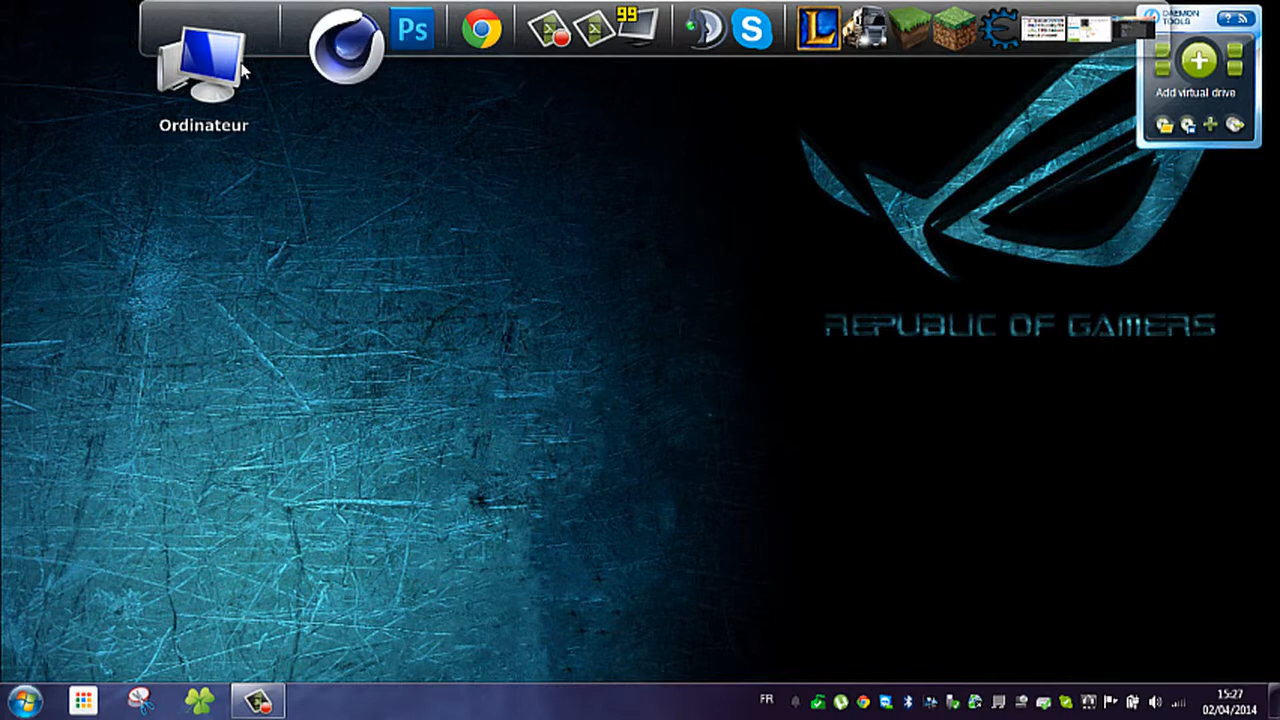 Ps
99
S
L
DAEMON
TOOLS
?
Add virtual drive
Ordinateur
REPUBLIC OF GAMERS
FR
15:27
02/04/2014